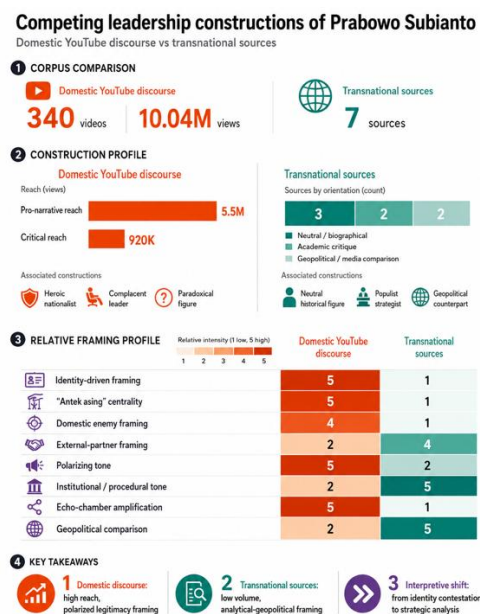 Competing leadership constructions of Prabowo Subianto
Domestic YouTube discourse vs transnational sources
1 CORPUS COMPARISON
Domestic YouTube discourse
340 videos
10.04M views
Transnational sources
7 sources
2 CONSTRUCTION PROFILE
Domestic YouTube discourse
Reach (views)
Pro-narrative reach
5.5M
Critical reach
920K
Associated constructions
Heroic
nationalist
Complacent
leader
?
Paradoxical
figure
Transnational sources
Sources by orientation (count)
3 2 2
Neutral / biographical
Academic critique
Geopolitical / media comparison
Associated constructions
Neutral
historical figure
Populist
strategist
Geopolitical
counterpart
3 RELATIVE FRAMING PROFILE
Relative intensity (1 low, 5 high)
1 2 3 4 5
Domestic YouTube
discourse
Transnational
sources
Identity-driven framing 5 1
"Antek asing" centrality 5 1
Domestic enemy framing 4 1
External-partner framing 2 4
Polarizing tone 5 2
Institutional / procedural tone 2 5
Echo-chamber amplification 5 1
Geopolitical comparison 2 5
4 KEY TAKEAWAYS
1 Domestic discourse:
high reach,
polarized legitimacy framing
2 Transnational sources:
low volume,
analytical-geopolitical framing
3 Interpretive shift:
from identity contestation
to strategic analysis